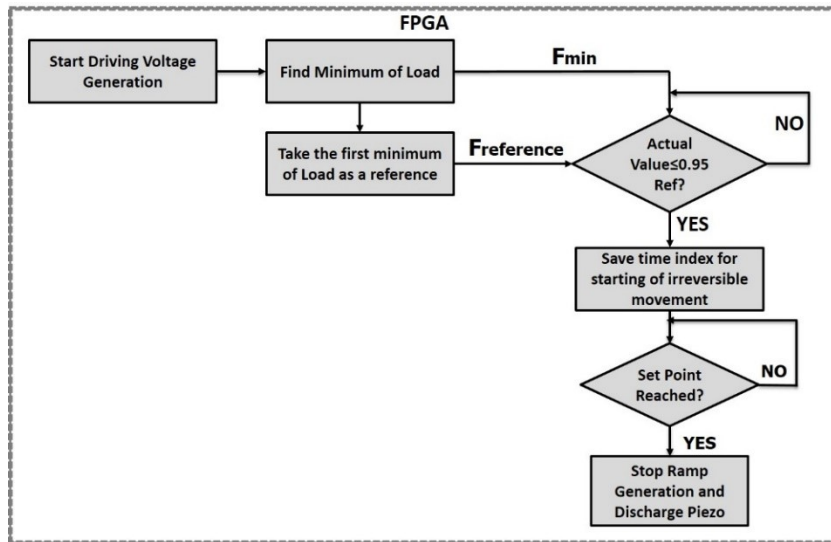 FPGA
Start Driving Voltage
Generation
Find Minimum of Load
Fmin
Take the first minimum
of Load as a reference
Freference
Actual
Value≤0.95
Ref?
NO
YES
Save time index for
starting of irreversible
movement
Set Point
Reached?
NO
YES
Stop Ramp
Generation and
Discharge Piezo